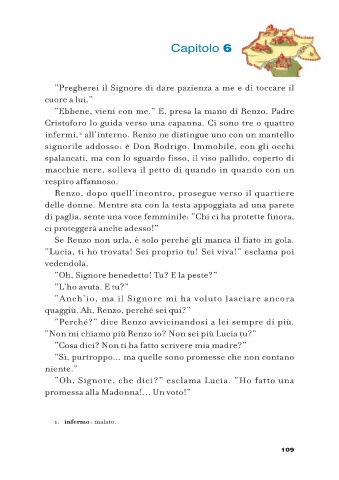 Capitolo 6
"Pregherei il Signore di dare pazienza a me e di toccare il
cuore a lui."
"Ebbene, vieni con me." E, presa la mano di Renzo, Padre
Cristoforo lo guida verso una capanna. Ci sono tre o quattro
infermi,¹ all'interno. Renzo ne distingue uno con un mantello
signorile addosso: è Don Rodrigo. Immobile, con gli occhi
spalancati, ma con lo sguardo fisso, il viso pallido, coperto di
macchie nere, solleva il petto di quando in quando con un
respiro affannoso.
Renzo, dopo quell'incontro, prosegue verso il quartiere
delle donne. Mentre sta con la testa appoggiata ad una parete
di paglia, sente una voce femminile: "Chi ci ha protette finora,
ci proteggerà anche adesso!"
Se Renzo non urla, è solo perché gli manca il fiato in gola.
"Lucia, ti ho trovata! Sei proprio tu! Sei viva!" esclama poi
vedendola.
"Oh, Signore benedetto! Tu? E la peste?"
"L'ho avuta. E tu?"
"Anch'io, ma il Signore mi ha voluto lasciare ancora
quaggiù. Ah, Renzo, perché sei qui?"
"Perché?" dice Renzo avvicinandosi a lei sempre di più.
"Non mi chiamo più Renzo io? Non sei più Lucia tu?"
"Cosa dici? Non ti ha fatto scrivere mia madre?"
"Sì, purtroppo... ma quelle sono promesse che non contano
niente."
"Oh, Signore, che dici?" esclama Lucia. "Ho fatto una
promessa alla Madonna!... Un voto!"
1. infermo : malato.
109